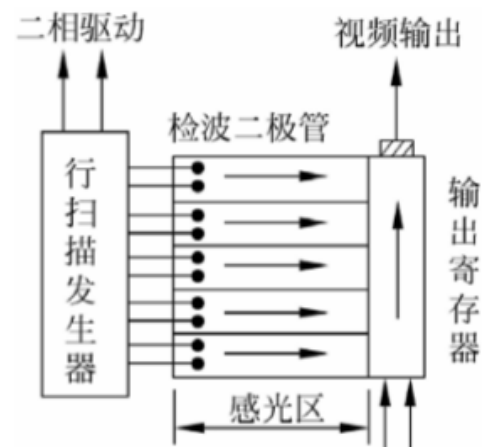 二相驱动
视频输出
检波二极管
行扫描发生器
输出寄存器
感光区